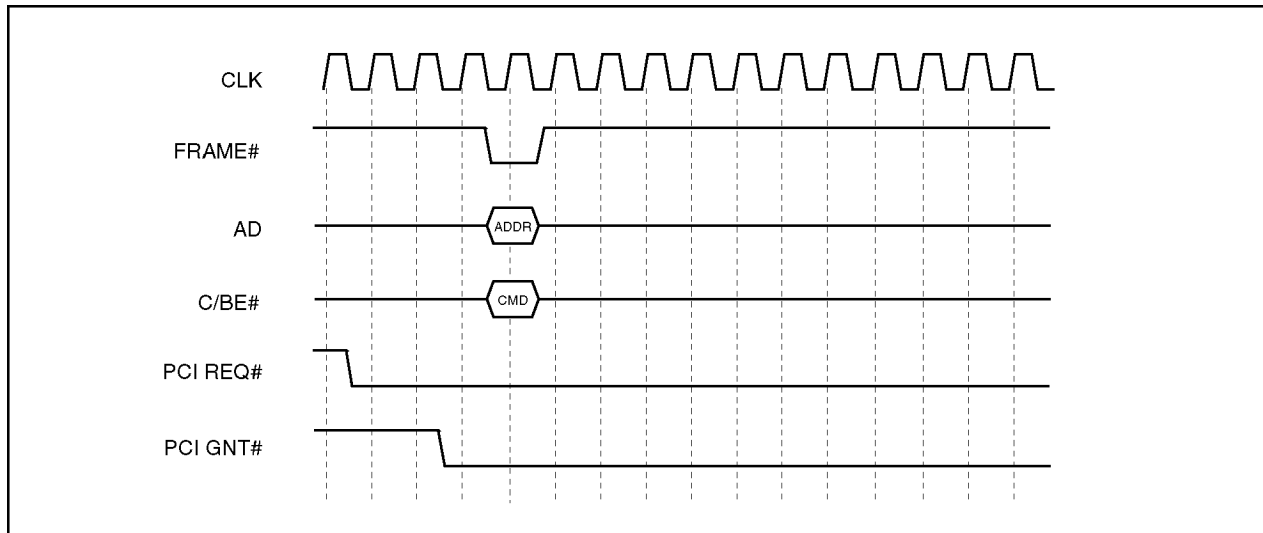 CLK
FRAME#
AD
ADDR
C/BE#
CMD
PCI REQ#
PCI GNT#